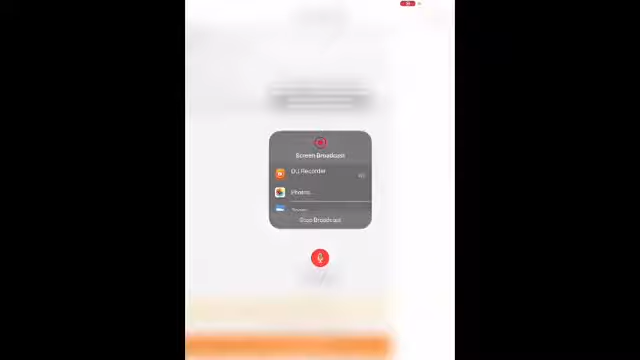 Screen Broadcast
DU Recorder
Photos
Stop Broadcast